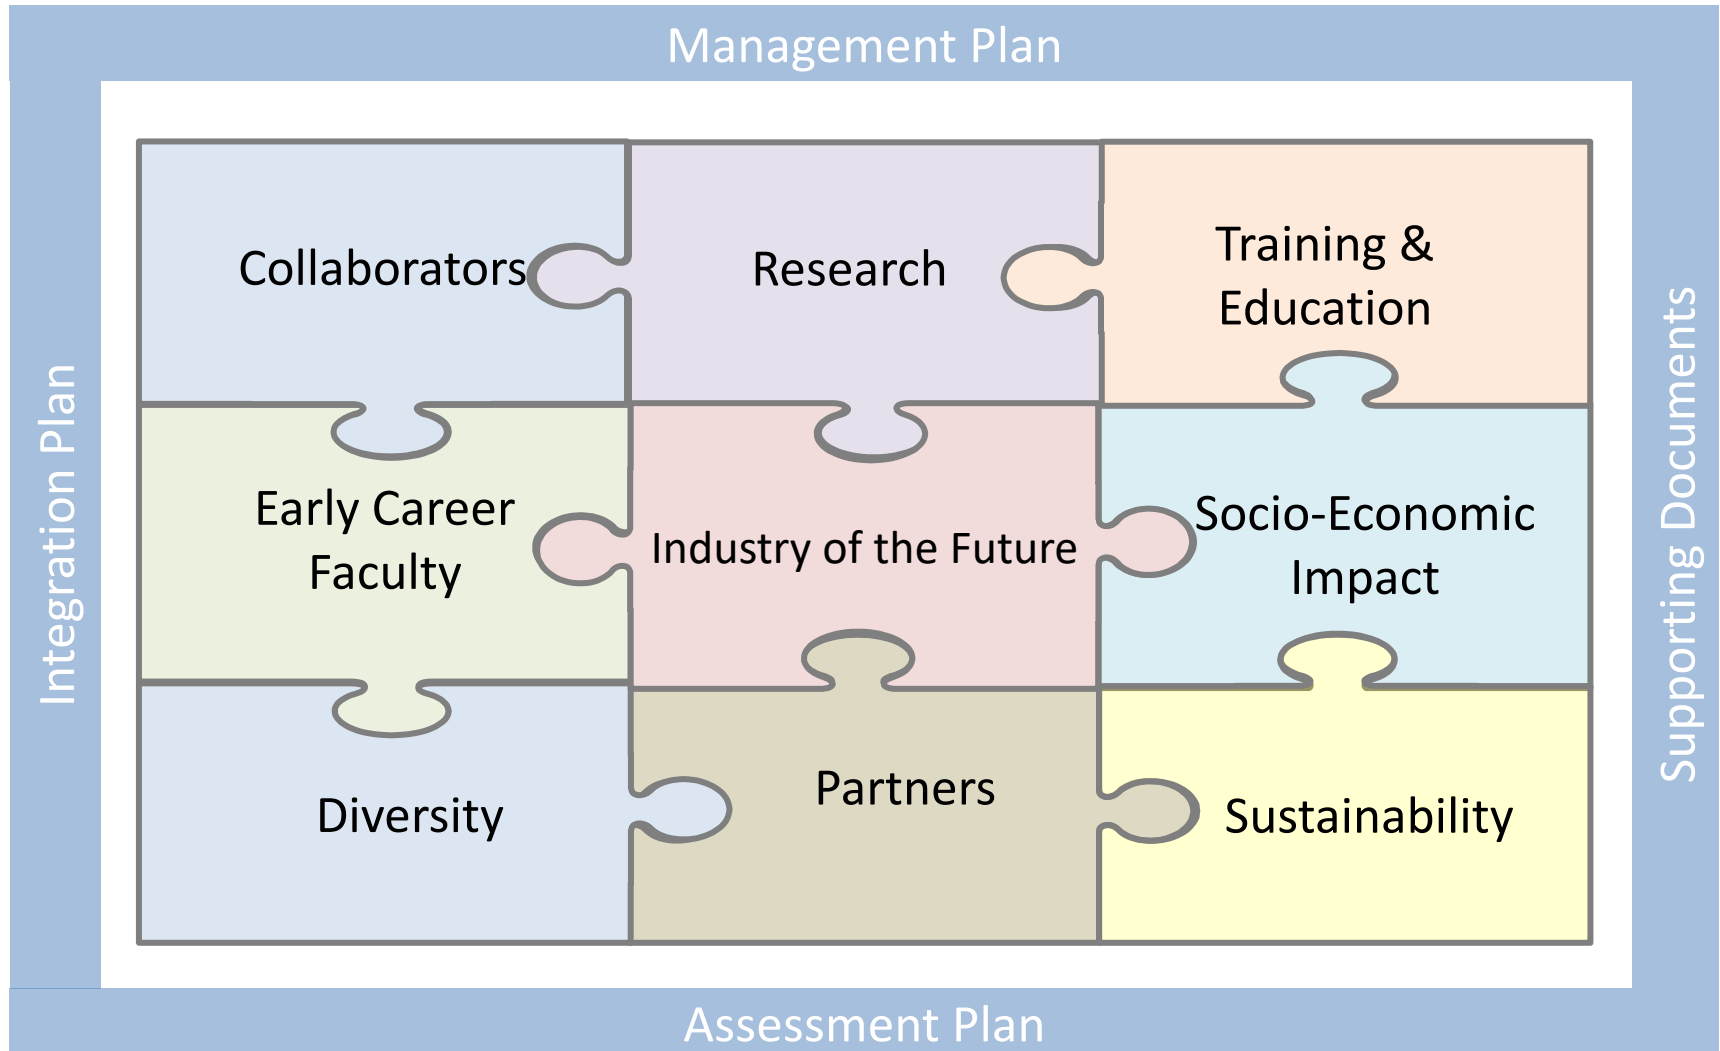 Management Plan
Integration Plan
Collaborators
Research
Training &
Education
Early Career
Faculty
Industry of the Future
Socio-Economic
Impact
Diversity
Partners
Sustainability
Supporting Documents
Assessment Plan